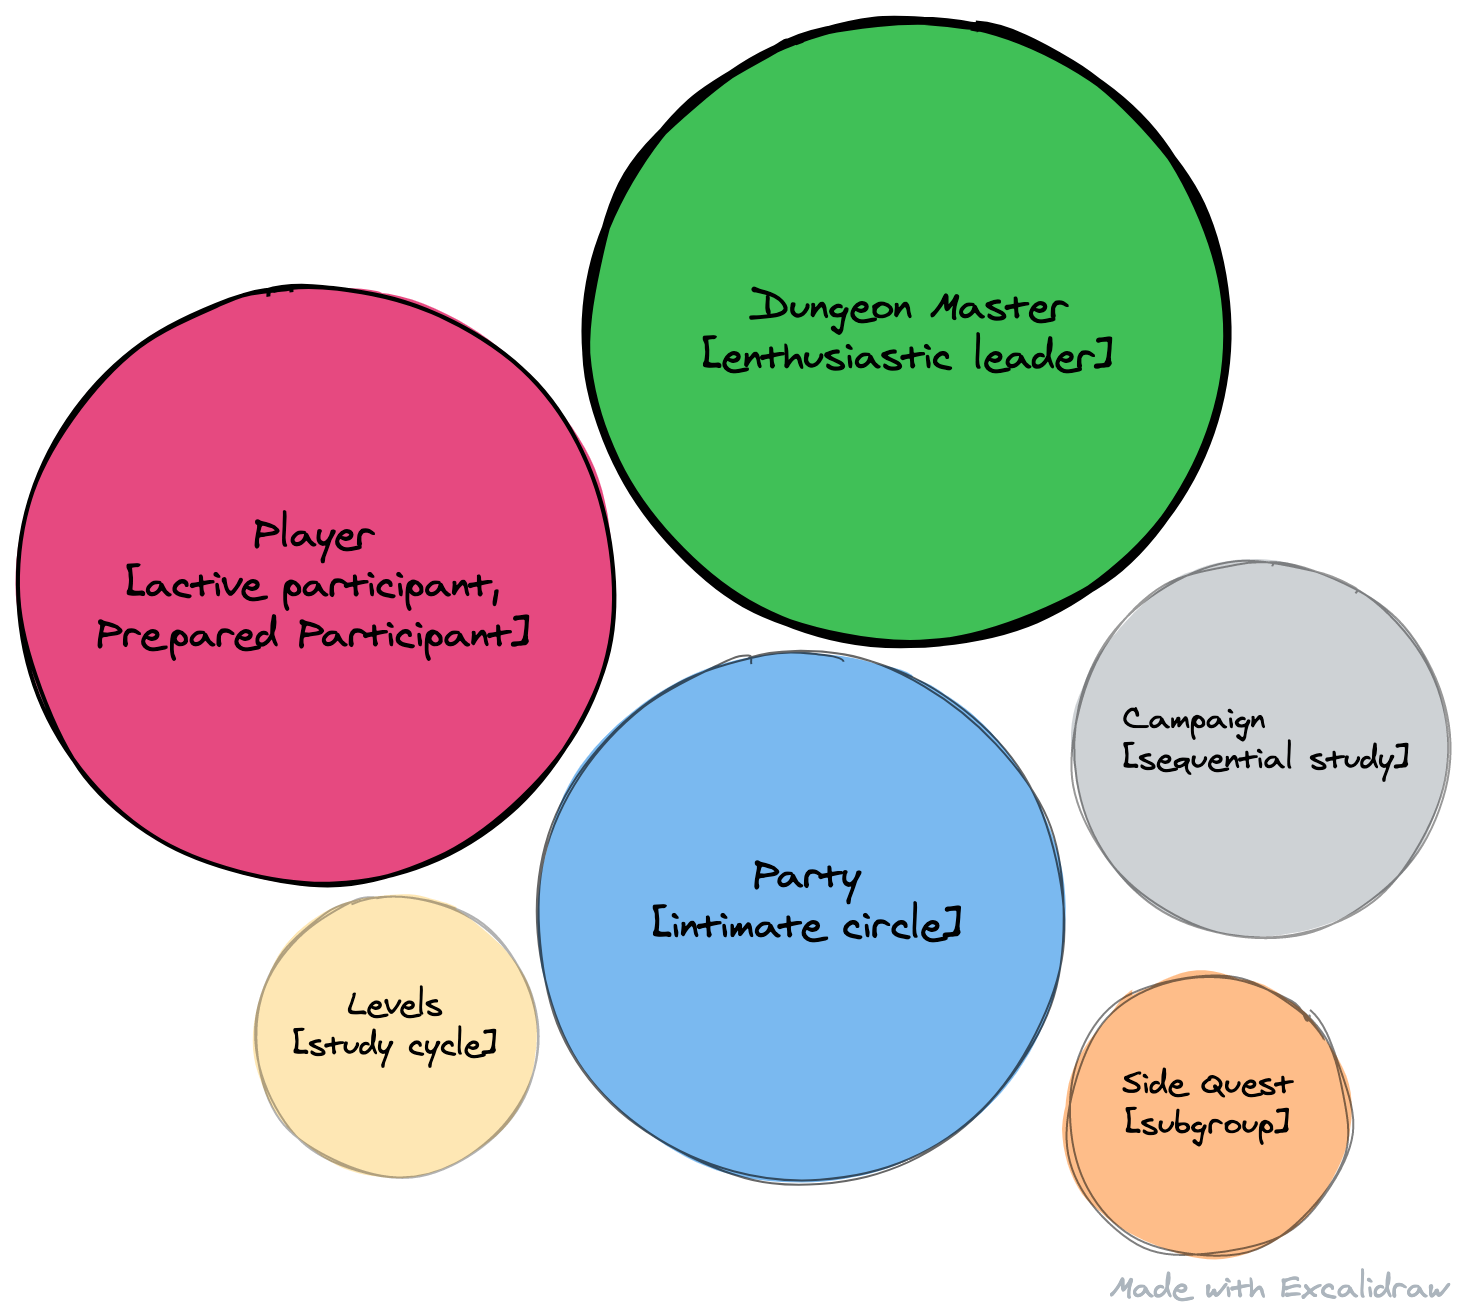 Dungeon Master
[enthusiastic leader]
Player
[active participant,
Prepared Participant]
Campaign
[sequential study]
Party
[intimate circle]
Levels
[study cycle]
Side Quest
[subgroup]
Made with Excalidraw